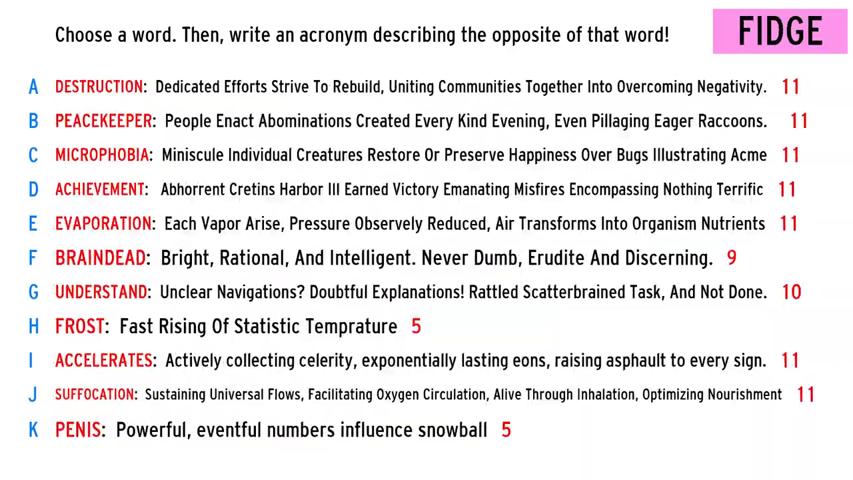 Choose a word. Then, write an acronym describing the opposite of that word!
FIDGE
A DESTRUCTION: Dedicated Efforts Strive To Rebuild, Uniting Communities Together Into Overcoming Negativity. 11
B PEACEKEEPER: People Enact Abominations Created Every Kind Evening, Even Pillaging Eager Raccoons. 11
C MICROPHOBIA: Miniscule Individual Creatures Restore Or Preserve Happiness Over Bugs Illustrating Acme 11
D ACHIEVEMENT: Abhorrent Cretins Harbor Ill Earned Victory Emanating Misfires Encompassing Nothing Terrific 11
E EVAPORATION: Each Vapor Arise, Pressure Observely Reduced, Air Transforms Into Organism Nutrients 11
F BRAINDEAD: Bright, Rational, And Intelligent. Never Dumb, Erudite And Discerning. 9
G UNDERSTAND: Unclear Navigations? Doubtful Explanations! Rattled Scatterbrained Task, And Not Done. 10
H FROST: Fast Rising Of Statistic Temprature 5
I ACCELERATES: Actively collecting celerity, exponentially lasting eons, raising asphault to every sign. 11
J SUFFOCATION: Sustaining Universal Flows, Facilitating Oxygen Circulation, Alive Through Inhalation, Optimizing Nourishment 11
K PENIS: Powerful, eventful numbers influence snowball 5